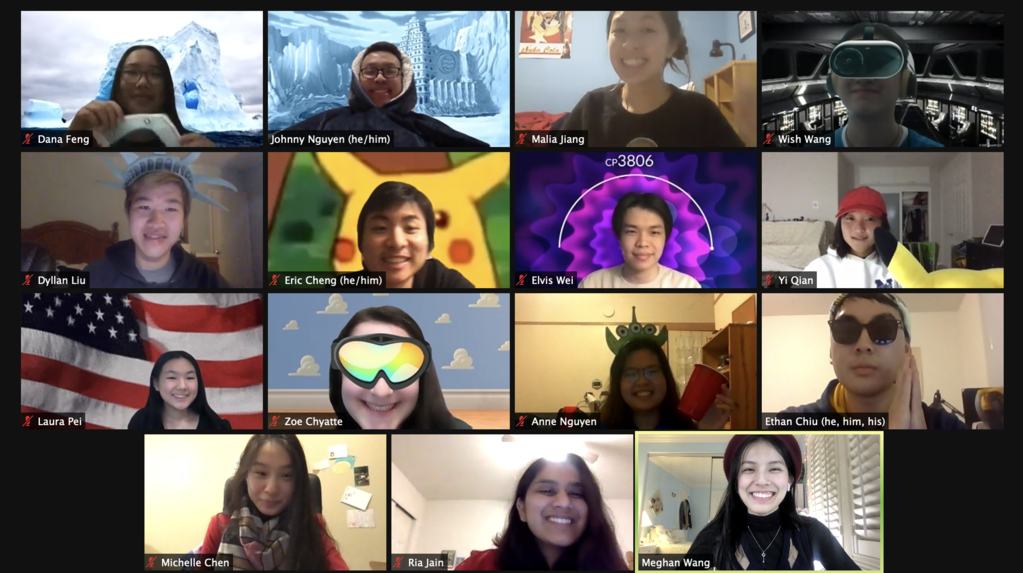 Dana Feng
Johnny Nguyen (he/him)
Malia Jiang
Wish Wang
Dyllan Liu
Eric Cheng (he/him)
CP3806
Elvis Wei
Yi Qian
Laura Pei
Zoe Chyatte
Anne Nguyen
Ethan Chiu (he, him, his)
Michelle Chen
Ria Jain
Meghan Wang